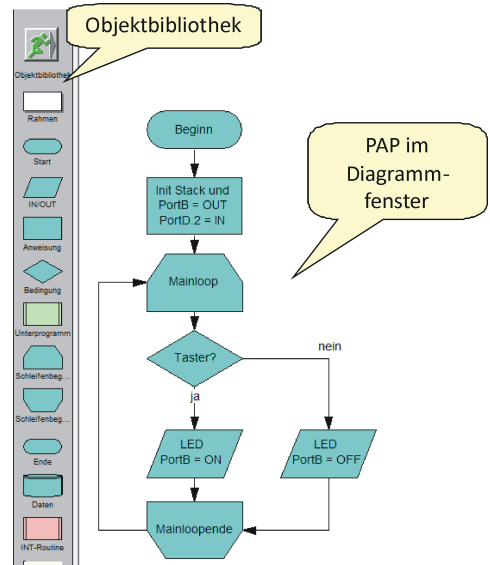 Objektbibliothek
Objektbibliothek
Rahmen
Start
IN/OUT
Anweisung
Bedingung
Unterprogramm
Schleifenbeg...
Schleifenbeg...
Ende
Daten
INT-Routine
PAP im
Diagramm-
fenster
Beginn
Init Stack und
PortB = OUT
PortD.2 = IN
Mainloop
Taster?
nein
ja
LED
PortB = ON
LED
PortB = OFF
Mainloopende